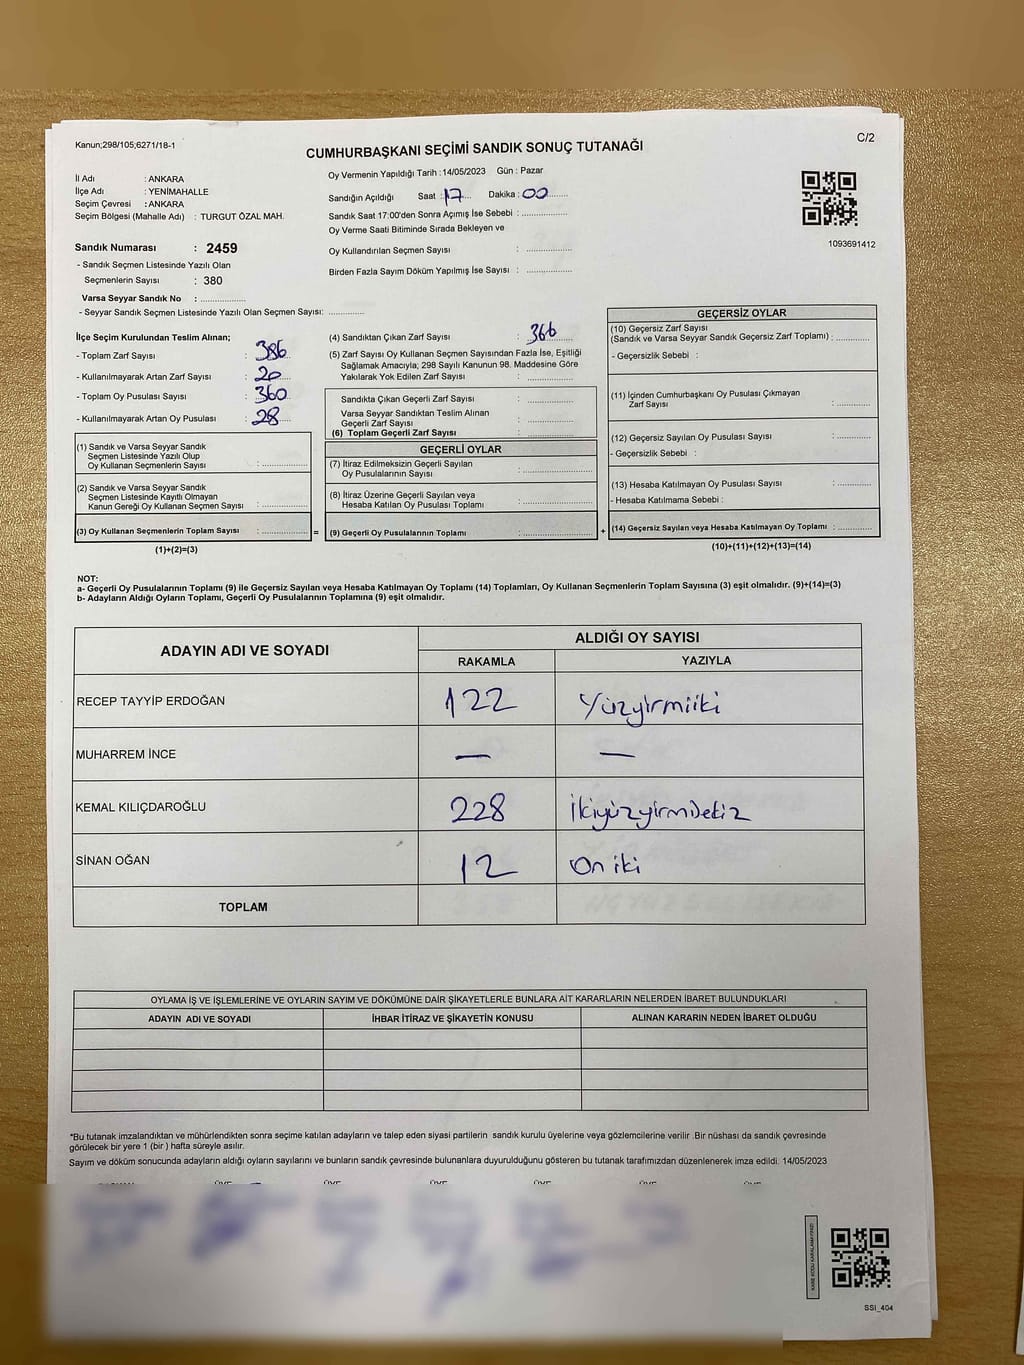 Kanun;298/105;6271/18-1
C/2
CUMHURBAŞKANI SEÇİMİ SANDIK SONUÇ TUTANAĞI
İl Adı : ANKARA
İlçe Adı : YENİMAHALLE
Seçim Çevresi : ANKARA
Seçim Bölgesi (Mahalle Adı) : TURGUT ÖZAL MAH.
Oy Vermenin Yapıldığı Tarih :14/05/2023 Gün : Pazar
Sandığın Açıldığı Saat : 17 Dakika : 00
Sandık Saat 17:00'den Sonra Açılmış İse Sebebi :
Oy Verme Saati Bitiminde Sırada Bekleyen ve
Oy Kullandırılan Seçmen Sayısı :
Birden Fazla Sayım Döküm Yapılmış İse Sayısı :
1093691412
Sandık Numarası : 2459
- Sandık Seçmen Listesinde Yazılı Olan
Seçmenlerin Sayısı : 380
Varsa Seyyar Sandık No :
- Seyyar Sandık Seçmen Listesinde Yazılı Olan Seçmen Sayısı:
İlçe Seçim Kurulundan Teslim Alınan;
- Toplam Zarf Sayısı : 386
- Kullanılmayarak Artan Zarf Sayısı : 20
- Toplam Oy Pusulası Sayısı : 360
- Kullanılmayarak Artan Oy Pusulası : 28
(1) Sandık ve Varsa Seyyar Sandık
Seçmen Listesinde Yazılı Olup
Oy Kullanan Seçmenlerin Sayısı :
(2) Sandık ve Varsa Seyyar Sandık
Seçmen Listesinde Kayıtlı Olmayan
Kanun Gereği Oy Kullanan Seçmen Sayısı :
(3) Oy Kullanan Seçmenlerin Toplam Sayısı : =
(1)+(2)=(3)
(4) Sandıktan Çıkan Zarf Sayısı : 366
(5) Zarf Sayısı Oy Kullanan Seçmen Sayısından Fazla İse, Eşitliği
Sağlamak Amacıyla; 298 Sayılı Kanunun 98. Maddesine Göre
Yakılarak Yok Edilen Zarf Sayısı :
Sandıkta Çıkan Geçerli Zarf Sayısı :
Varsa Seyyar Sandıktan Teslim Alınan
Geçerli Zarf Sayısı :
(6) Toplam Geçerli Zarf Sayısı :
GEÇERLİ OYLAR
(7) İtiraz Edilmeksizin Geçerli Sayılan
Oy Pusulalarının Sayısı :
(8) İtiraz Üzerine Geçerli Sayılan veya
Hesaba Katılan Oy Pusulası Toplamı :
(9) Geçerli Oy Pusulalarının Toplamı : +
GEÇERSİZ OYLAR
(10) Geçersiz Zarf Sayısı
(Sandık ve Varsa Seyyar Sandık Geçersiz Zarf Toplamı) :
- Geçersizlik Sebebi :
(11) İçinden Cumhurbaşkanı Oy Pusulası Çıkmayan
Zarf Sayısı :
(12) Geçersiz Sayılan Oy Pusulası Sayısı :
- Geçersizlik Sebebi :
(13) Hesaba Katılmayan Oy Pusulası Sayısı :
- Hesaba Katılmama Sebebi :
(14) Geçersiz Sayılan veya Hesaba Katılmayan Oy Toplamı :
(10)+(11)+(12)+(13)=(14)
NOT:
a- Geçerli Oy Pusulalarının Toplamı (9) ile Geçersiz Sayılan veya Hesaba Katılmayan Oy Toplamı (14) Toplamları, Oy Kullanan Seçmenlerin Toplam Sayısına (3) eşit olmalıdır. (9)+(14)=(3)
b- Adayların Aldığı Oyların Toplamı, Geçerli Oy Pusulalarının Toplamına (9) eşit olmalıdır.
ADAYIN ADI VE SOYADI
ALDIĞI OY SAYISI
RAKAMLA YAZIYLA
RECEP TAYYİP ERDOĞAN 122 Yüzyirmiiki
MUHARREM İNCE — —
KEMAL KILIÇDAROĞLU 228 İkiyüzyirmisekiz
SİNAN OĞAN 12 On iki
TOPLAM
OYLAMA İŞ VE İŞLEMLERİNE VE OYLARIN SAYIM VE DÖKÜMÜNE DAİR ŞİKAYETLERLE BUNLARA AİT KARARLARIN NELERDEN İBARET BULUNDUKLARI
ADAYIN ADI VE SOYADI İHBAR İTİRAZ VE ŞİKAYETİN KONUSU ALINAN KARARIN NEDEN İBARET OLDUĞU
*Bu tutanak imzalandıktan ve mühürlendikten sonra seçime katılan adayların ve talep eden siyasi partilerin sandık kurulu üyelerine veya gözlemcilerine verilir .Bir nüshası da sandık çevresinde
görülecek bir yere 1 (bir ) hafta süreyle asılır.
Sayım ve döküm sonucunda adayların aldığı oyların sayılarını ve bunların sandık çevresinde bulunanlara duyurulduğunu gösteren bu tutanak tarafımızdan düzenlenerek imza edildi. 14/05/2023
SSI_404